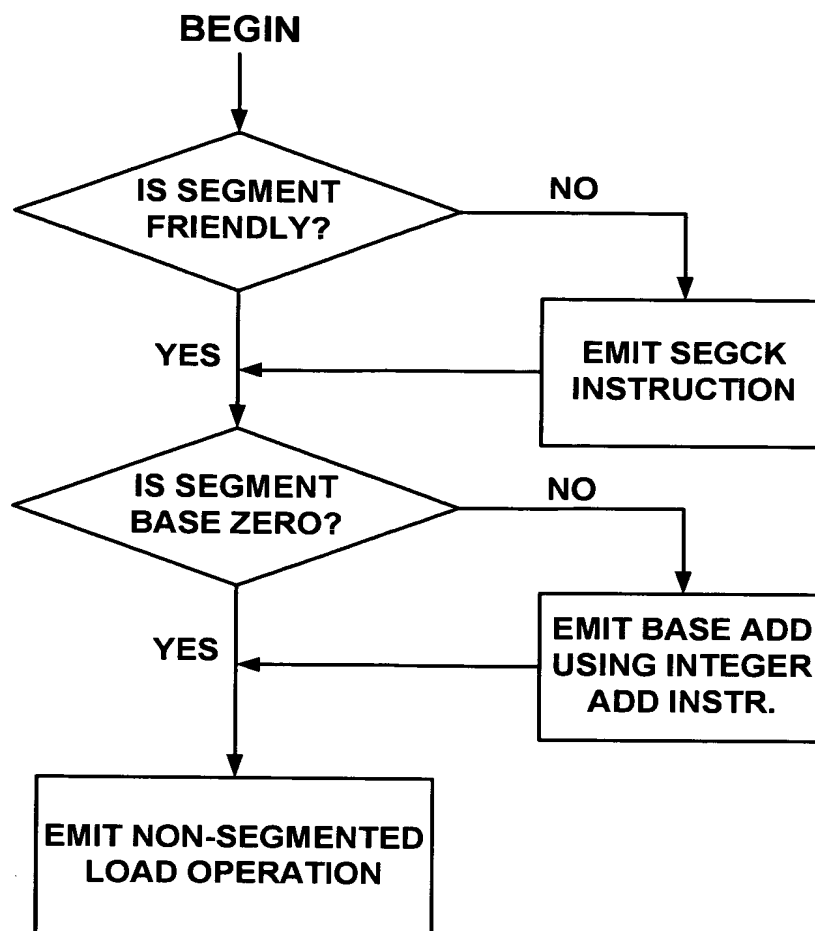 BEGIN
IS SEGMENT
FRIENDLY?
NO
YES
EMIT SEGCK
INSTRUCTION
IS SEGMENT
BASE ZERO?
NO
YES
EMIT BASE ADD
USING INTEGER
ADD INSTR.
EMIT NON-SEGMENTED
LOAD OPERATION